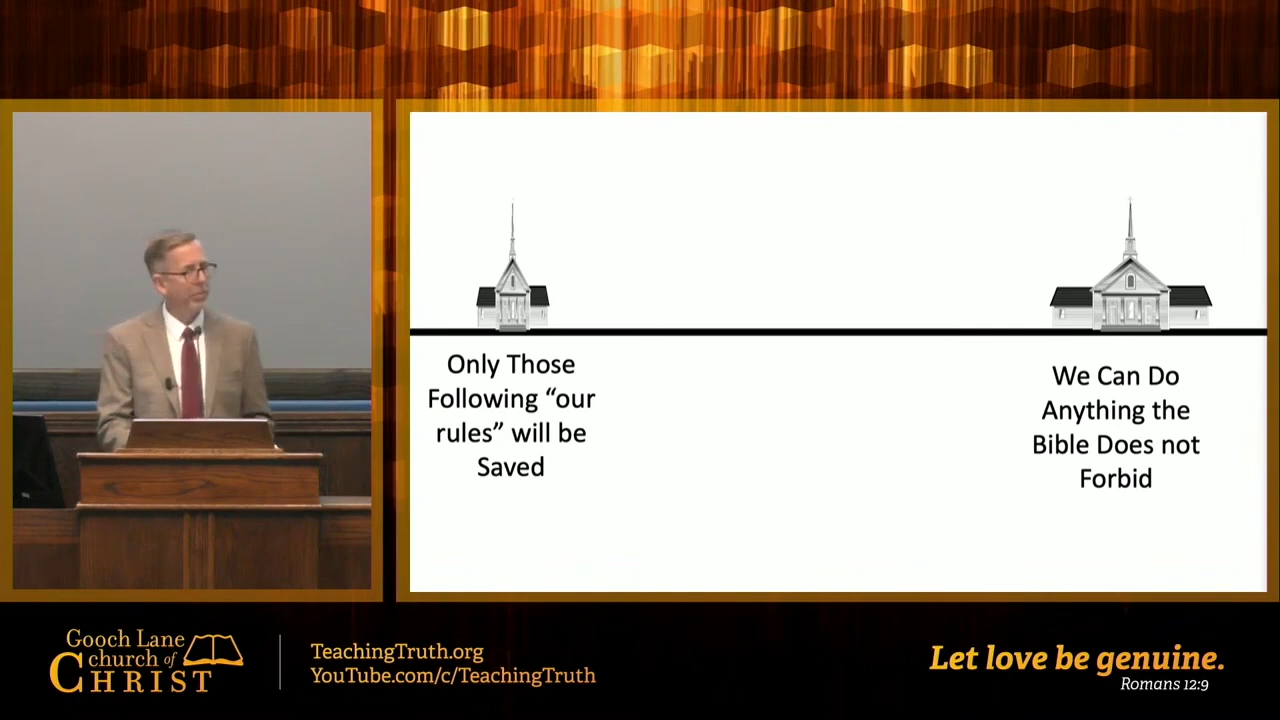 Only Those
Following “our
rules” will be
Saved
We Can Do
Anything the
Bible Does not
Forbid
Gooch Lane
church of
CHRIST
TeachingTruth.org
YouTube.com/c/TeachingTruth
Let love be genuine.
Romans 12:9